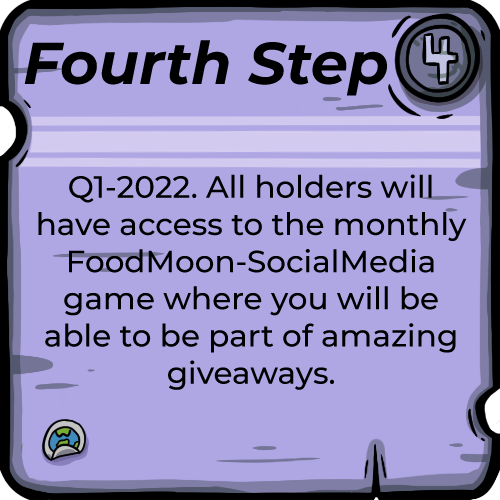 Fourth Step
4
Q1-2022. All holders will
have access to the monthly
FoodMoon-SocialMedia
game where you will be
able to be part of amazing
giveaways.